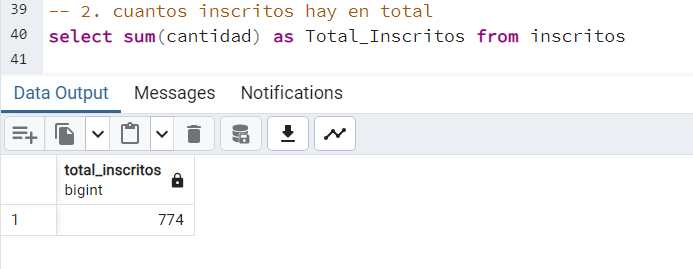 39 -- 2. cuantos inscritos hay en total
40 select sum(cantidad) as Total_Inscritos from inscritos
41
Data Output Messages Notifications
total_inscritos
bigint
1 774